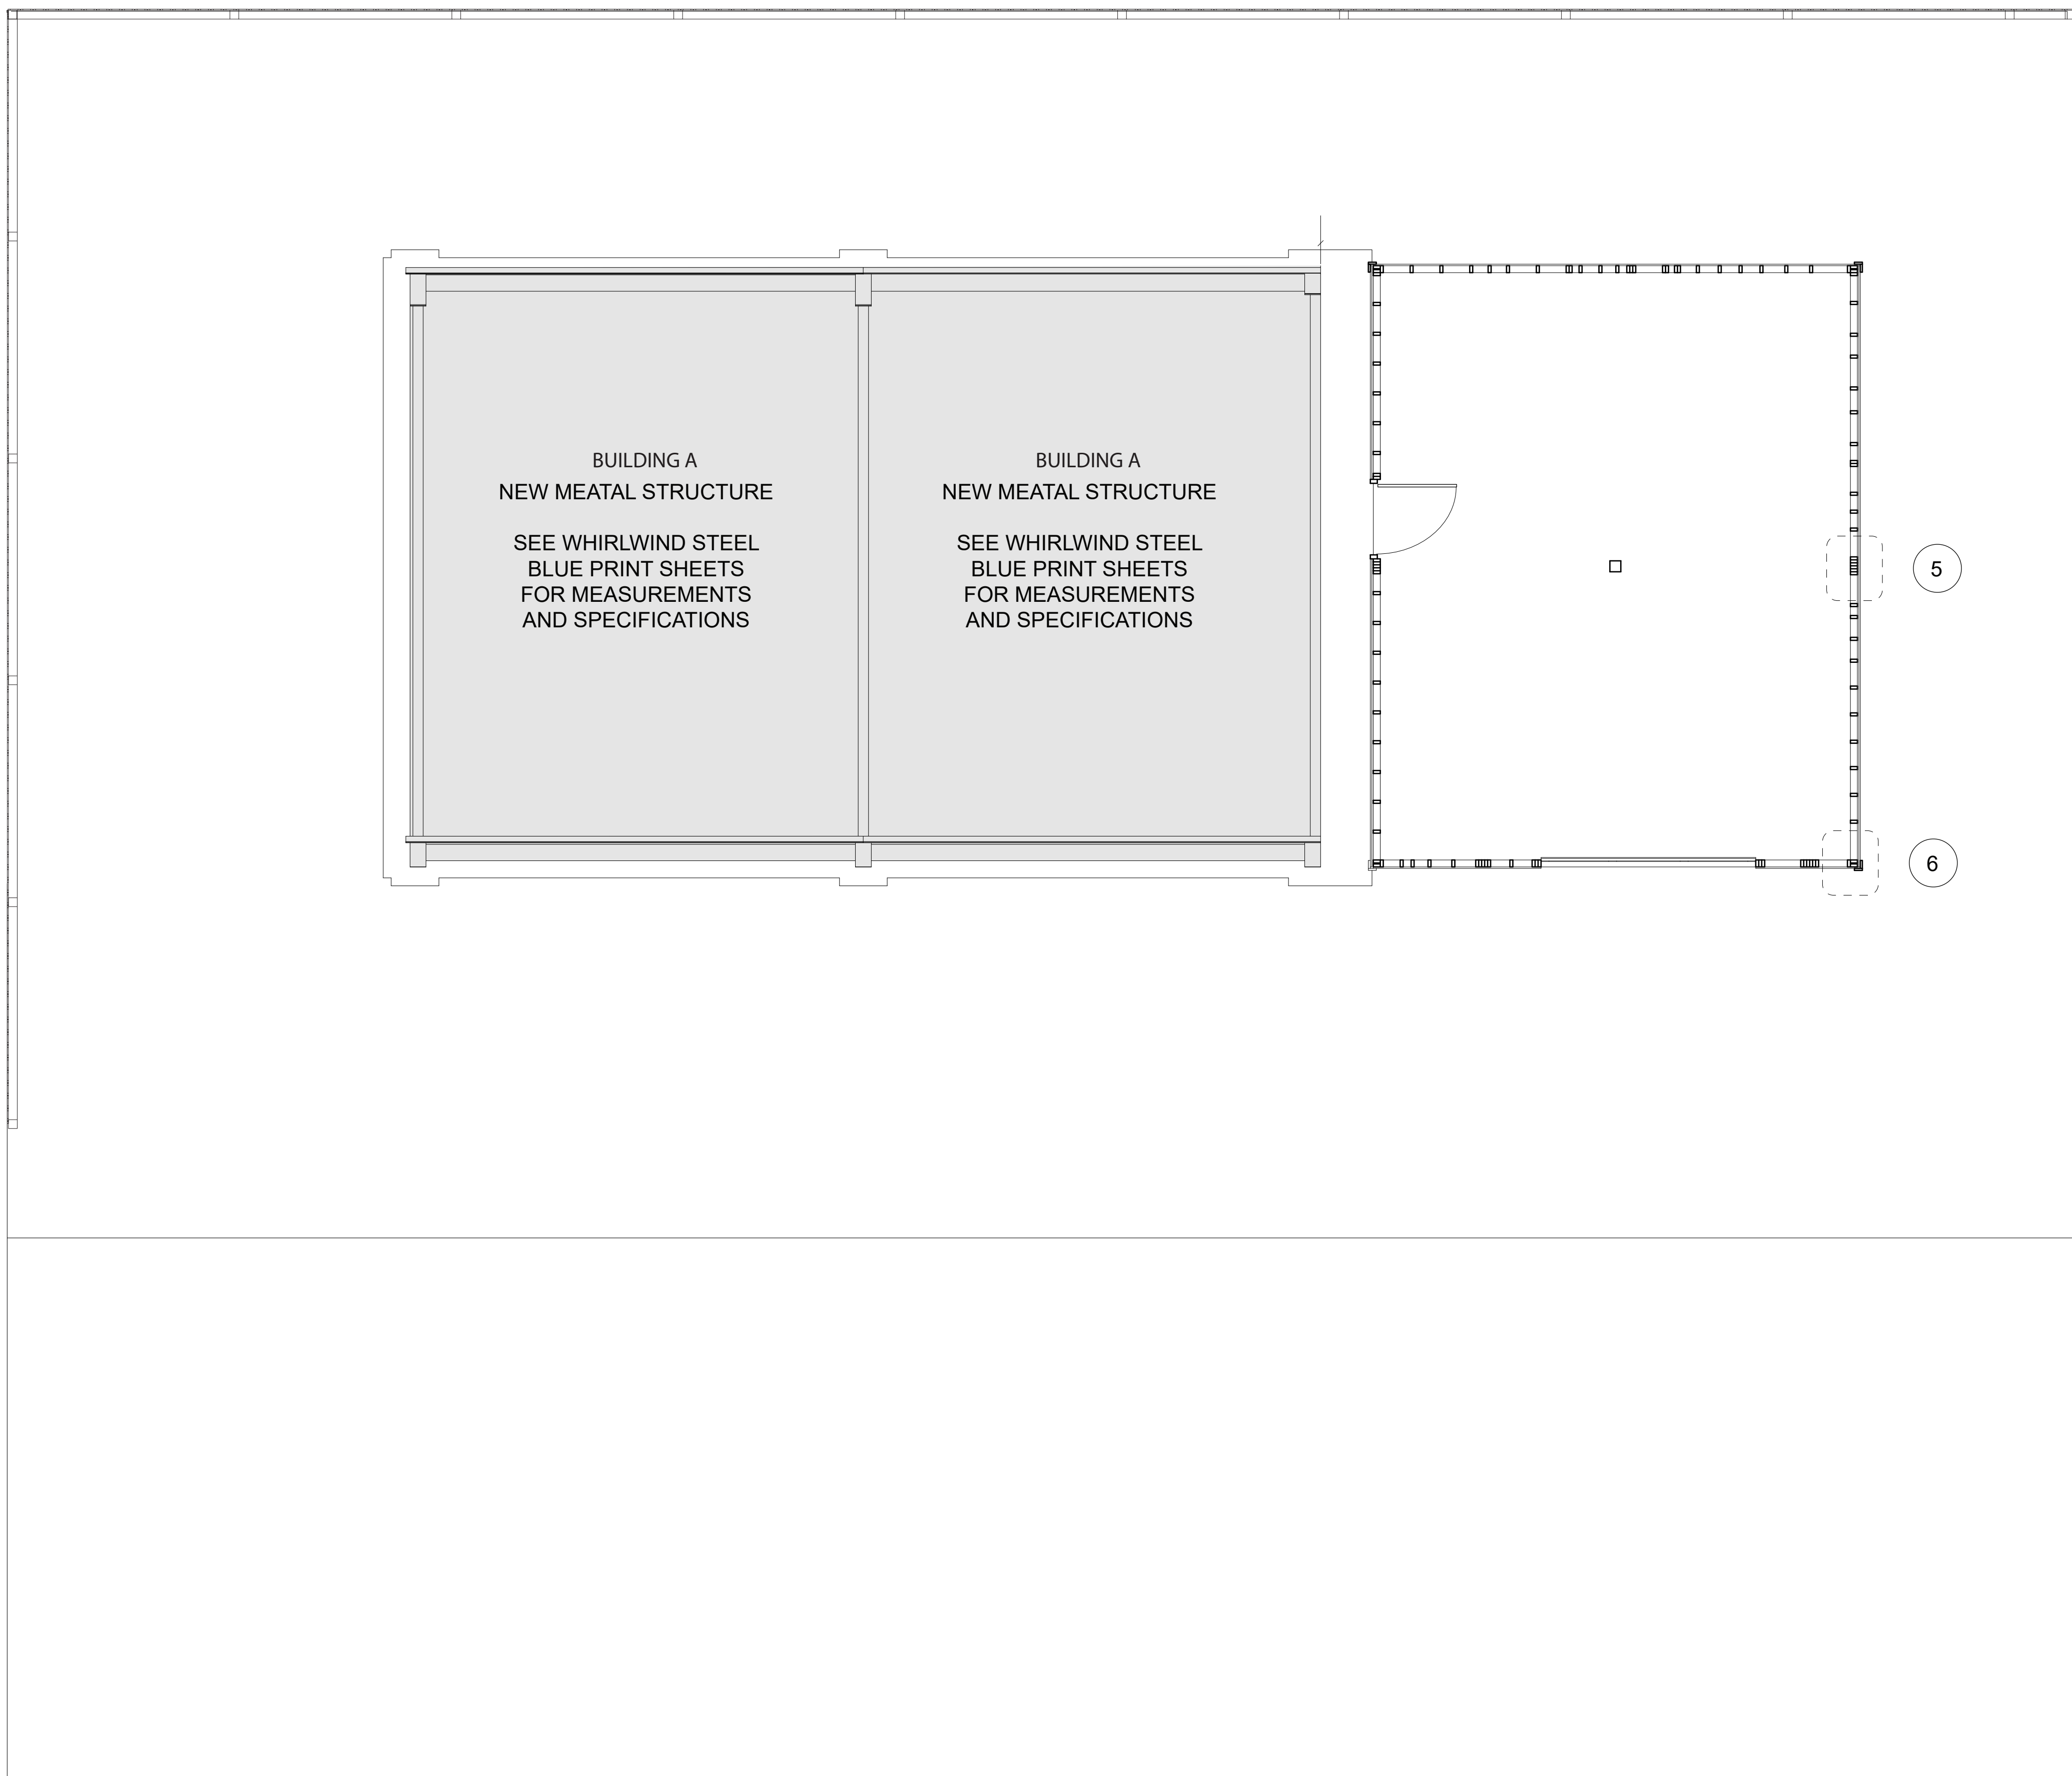 BUILDING A
NEW MEATAL STRUCTURE
SEE WHIRLWIND STEEL
BLUE PRINT SHEETS
FOR MEASUREMENTS
AND SPECIFICATIONS
BUILDING A
NEW MEATAL STRUCTURE
SEE WHIRLWIND STEEL
BLUE PRINT SHEETS
FOR MEASUREMENTS
AND SPECIFICATIONS
5
6